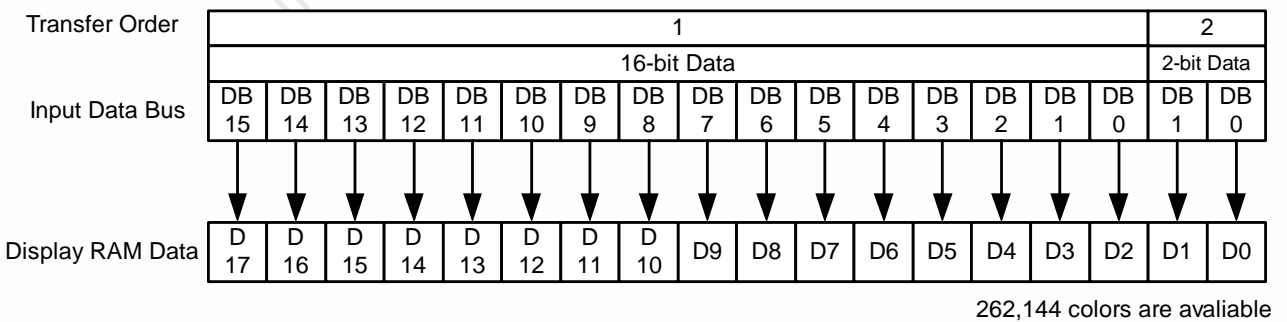 Transfer Order 1 2
16-bit Data 2-bit Data
Input Data Bus DB 15 DB 14 DB 13 DB 12 DB 11 DB 10 DB 9 DB 8 DB 7 DB 6 DB 5 DB 4 DB 3 DB 2 DB 1 DB 0 DB 1 DB 0
Display RAM Data D 17 D 16 D 15 D 14 D 13 D 12 D 11 D 10 D9 D8 D7 D6 D5 D4 D3 D2 D1 D0
262,144 colors are avaliable